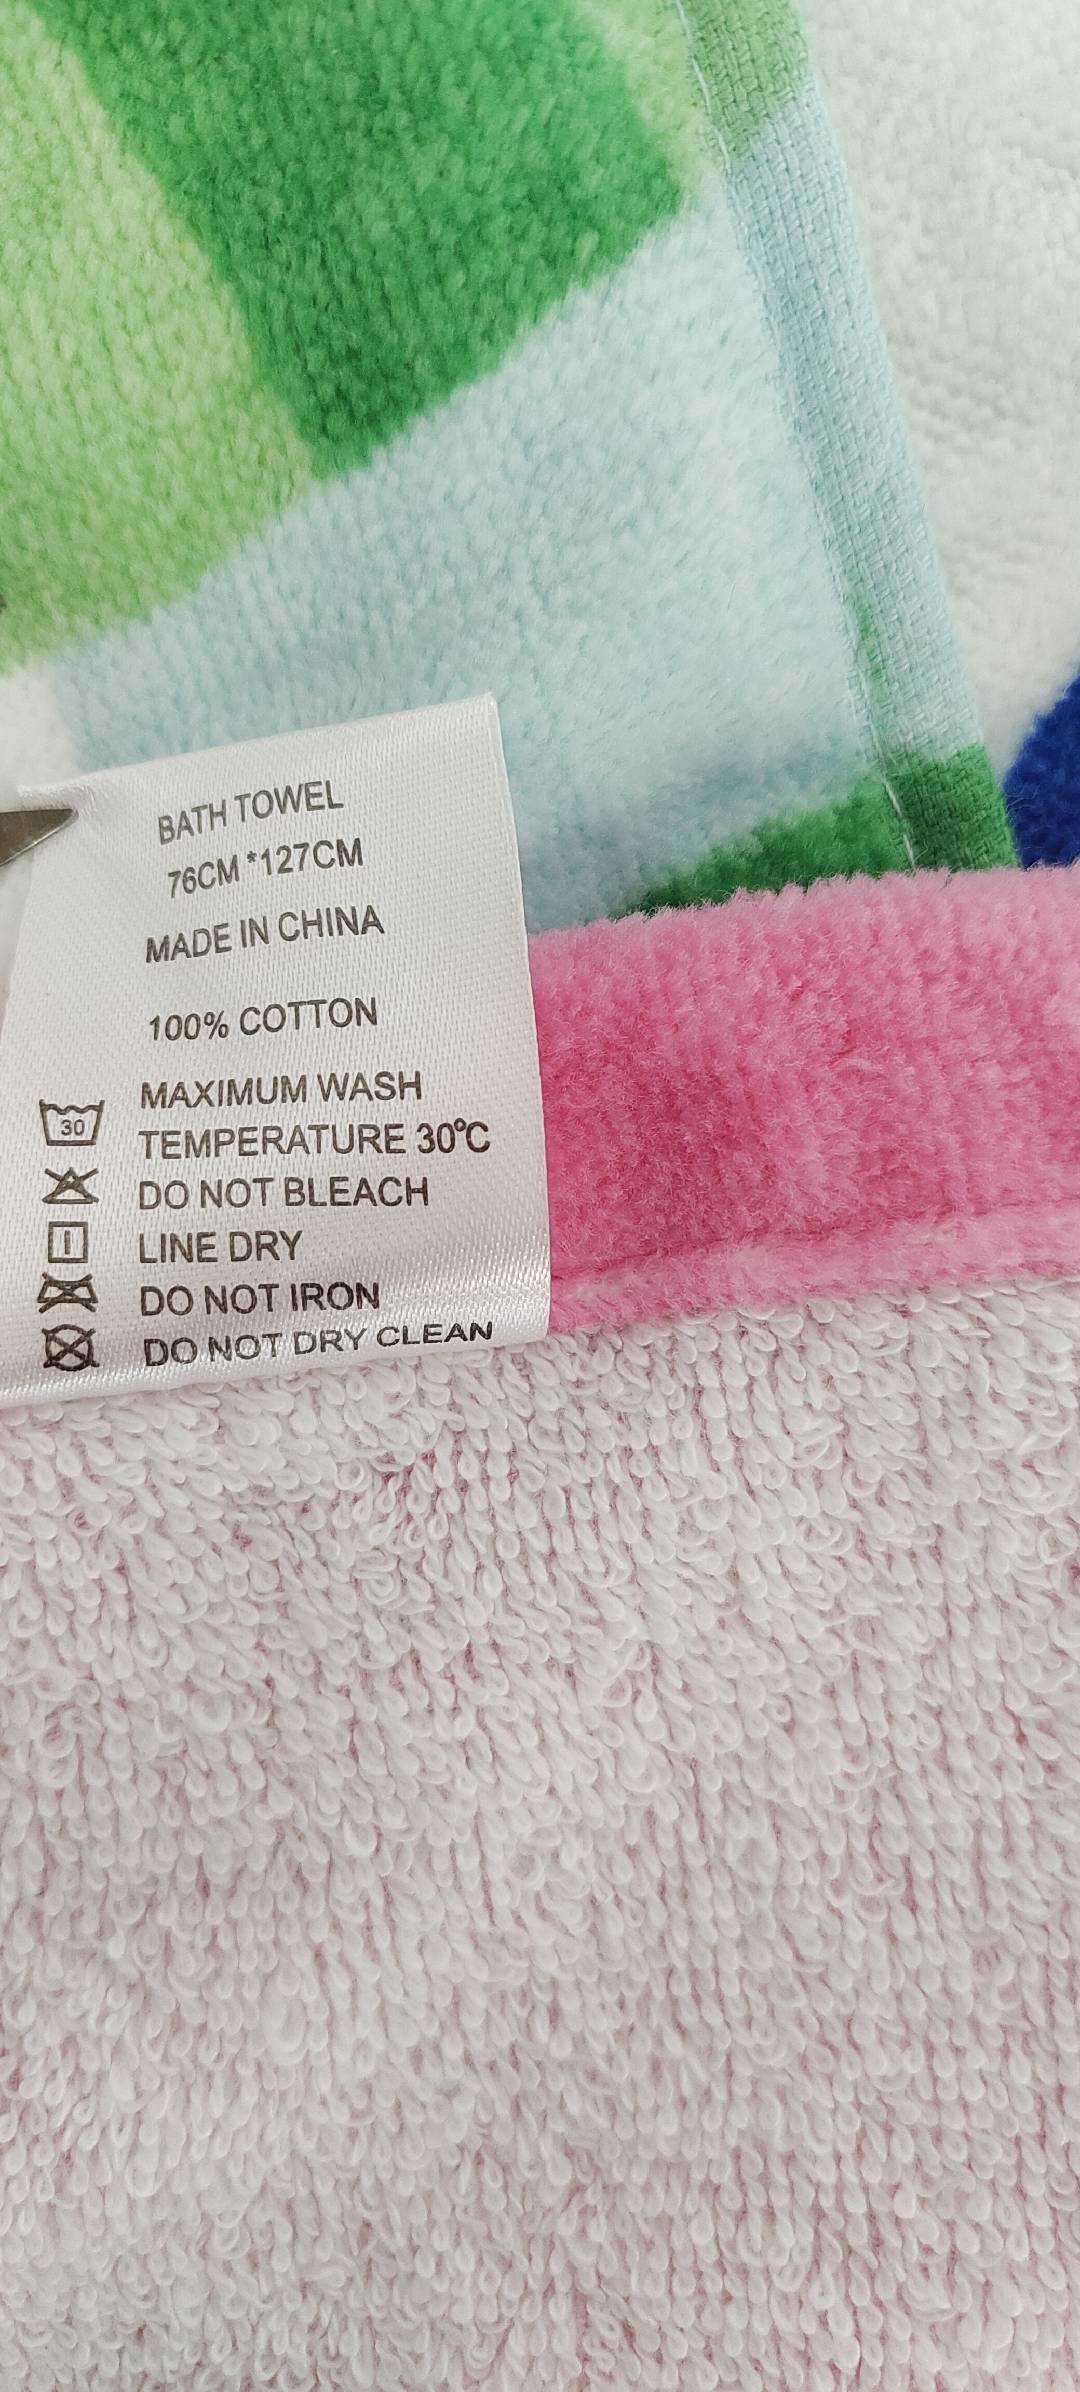 BATH TOWEL
76CM *127CM
MADE IN CHINA
100% COTTON
MAXIMUM WASH
30 TEMPERATURE 30°C
DO NOT BLEACH
LINE DRY
DO NOT IRON
DO NOT DRY CLEAN